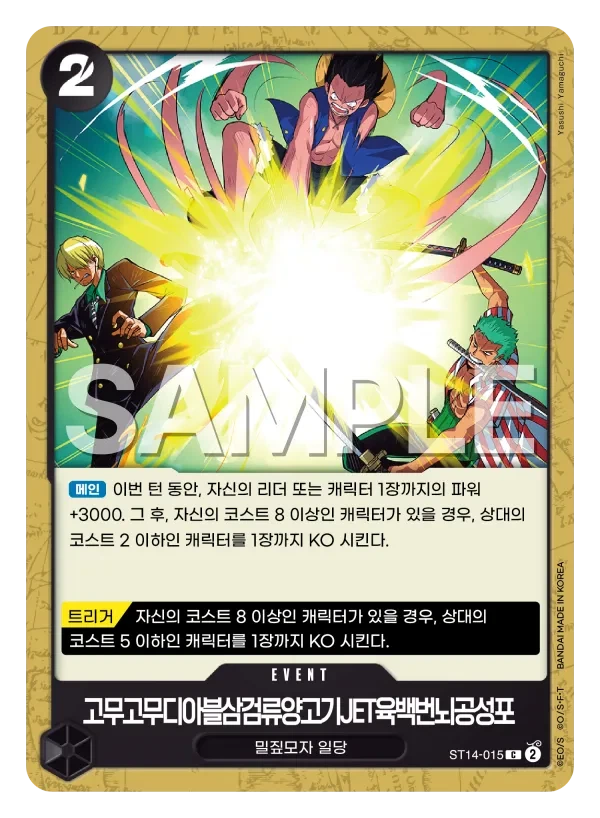 2
Yasushi Yamaguchi
SAMPLE
메인 이번 턴 동안, 자신의 리더 또는 캐릭터 1장까지의 파워
+3000. 그 후, 자신의 코스트 8 이상인 캐릭터가 있을 경우, 상대의
코스트 2 이하인 캐릭터를 1장까지 KO 시킨다.
트리거 자신의 코스트 8 이상인 캐릭터가 있을 경우, 상대의
코스트 5 이하인 캐릭터를 1장까지 KO 시킨다.
EVENT
고무고무디아블삼검류양고기JET육백번뇌공성포
밀짚모자 일당
ST14-015 C 2
©E.O/S ©O/S·F·T BANDAI MADE IN KOREA